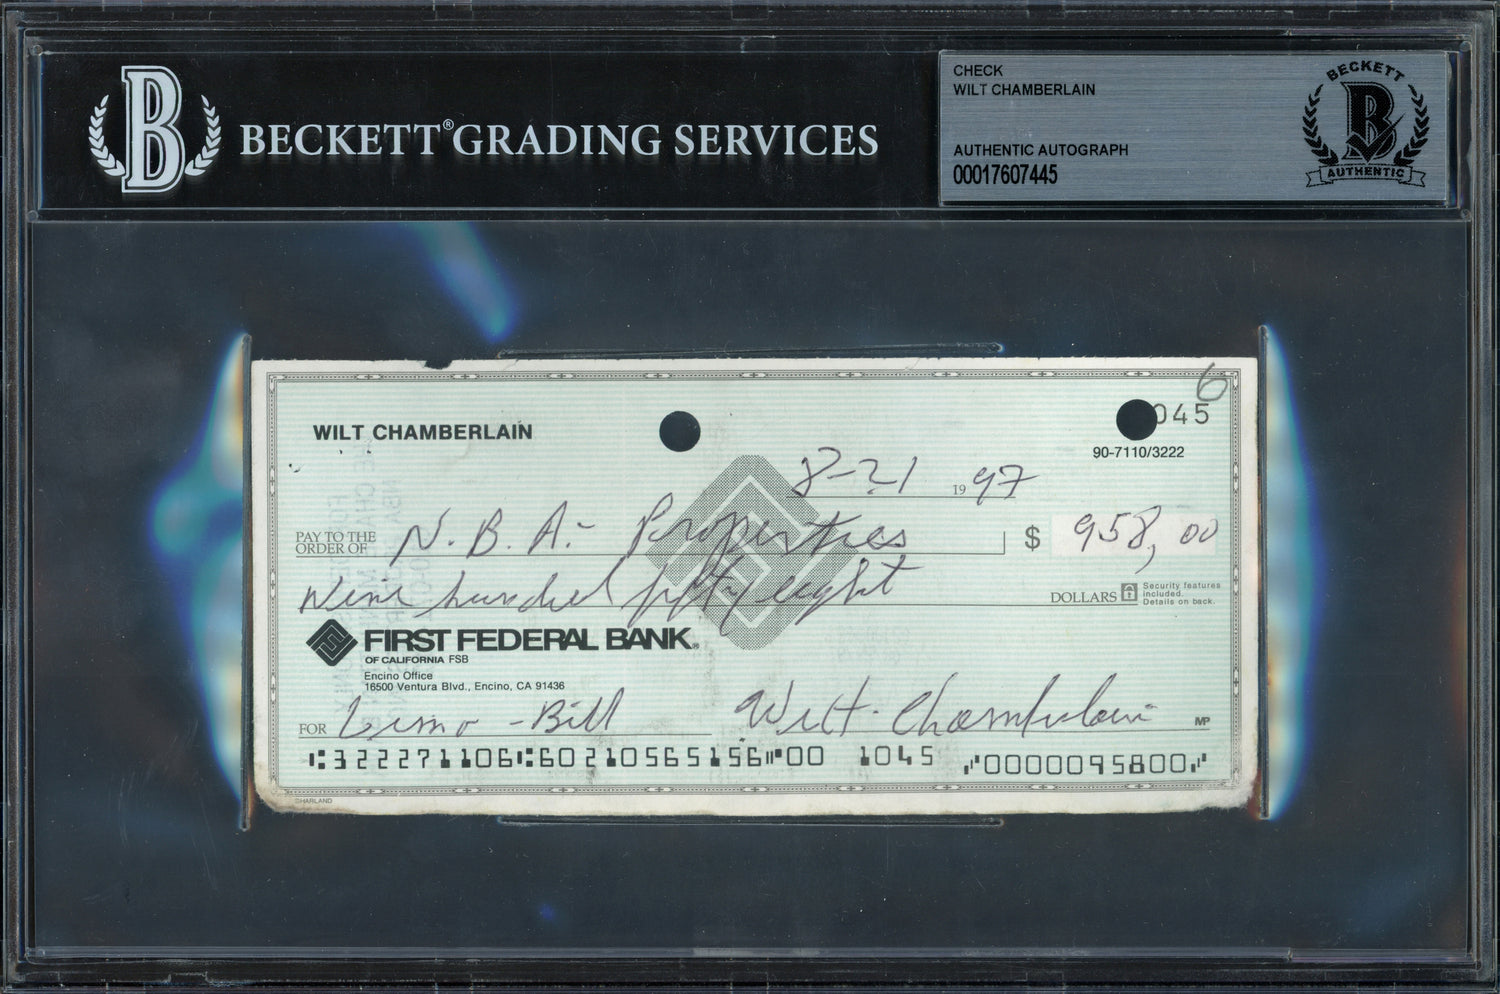 BECKETT® GRADING SERVICES
CHECK
WILT CHAMBERLAIN
AUTHENTIC AUTOGRAPH
00017607445
BECKETT
B
AUTHENTIC
6
WILT CHAMBERLAIN
045
90-7110/3222
8-21 1997
PAY TO THE ORDER OF N.B.A. Properties $ 958,00
Nine hundred fifty eight DOLLARS
Security features included. Details on back.
FIRST FEDERAL BANK®
OF CALIFORNIA FSB
Encino Office
16500 Ventura Blvd., Encino, CA 91436
FOR Limo - Bill Wilt Chamberlain MP
⑆322271106⑆60210565156⑈00 1045 ⑇0000095800⑇
©HARLAND